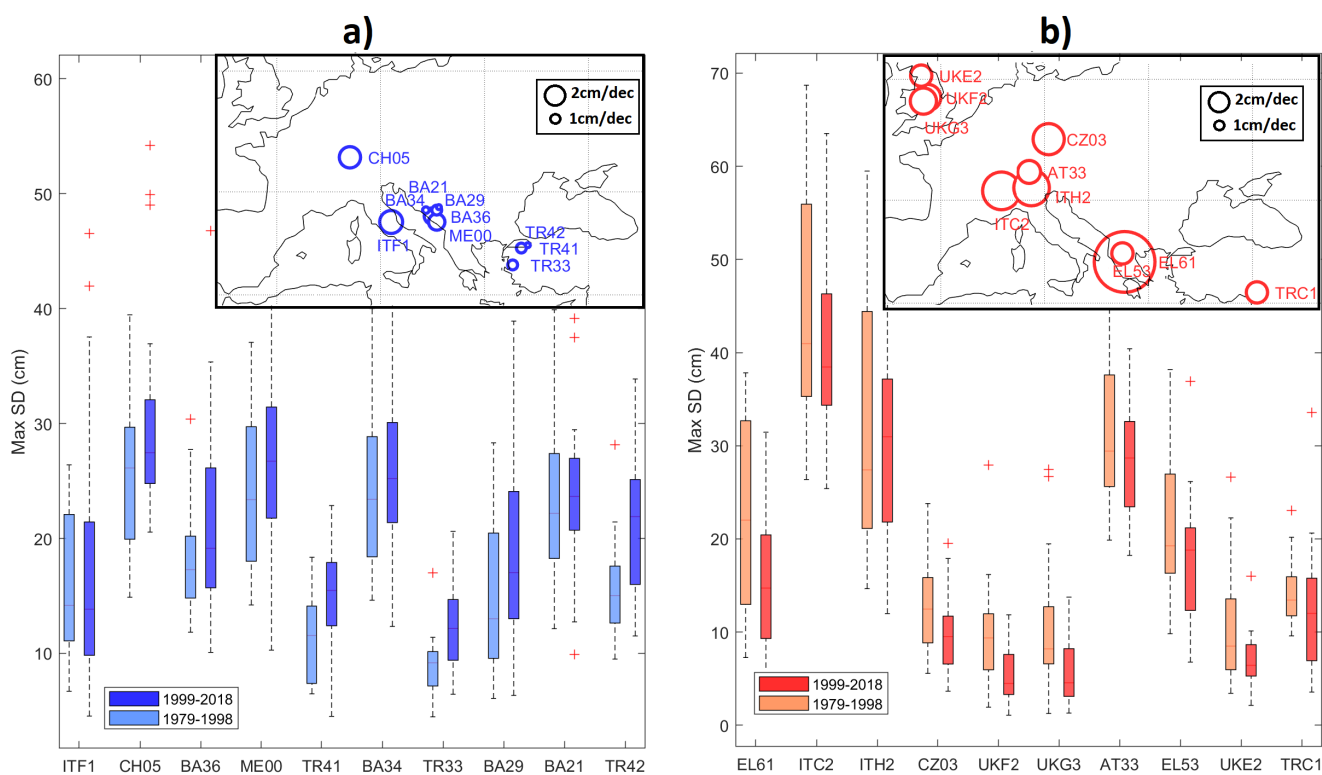 a)
60
50
40
30
20
10
Max SD (cm)
2cm/dec
1cm/dec
CH05
BA21
BA34
BA29
BA36
ME00
ITF1
TR42
TR41
TR33
1999-2018
1979-1998
ITF1 CH05 BA36 ME00 TR41 BA34 TR33 BA29 BA21 TR42
b)
70
60
50
40
30
20
10
0
Max SD (cm)
2cm/dec
1cm/dec
UKE2
UKF2
UKG3
CZ03
AT33
ITH2
ITC2
EL61
EL53
TRC1
1999-2018
1979-1998
EL61 ITC2 ITH2 CZ03 UKF2 UKG3 AT33 EL53 UKE2 TRC1